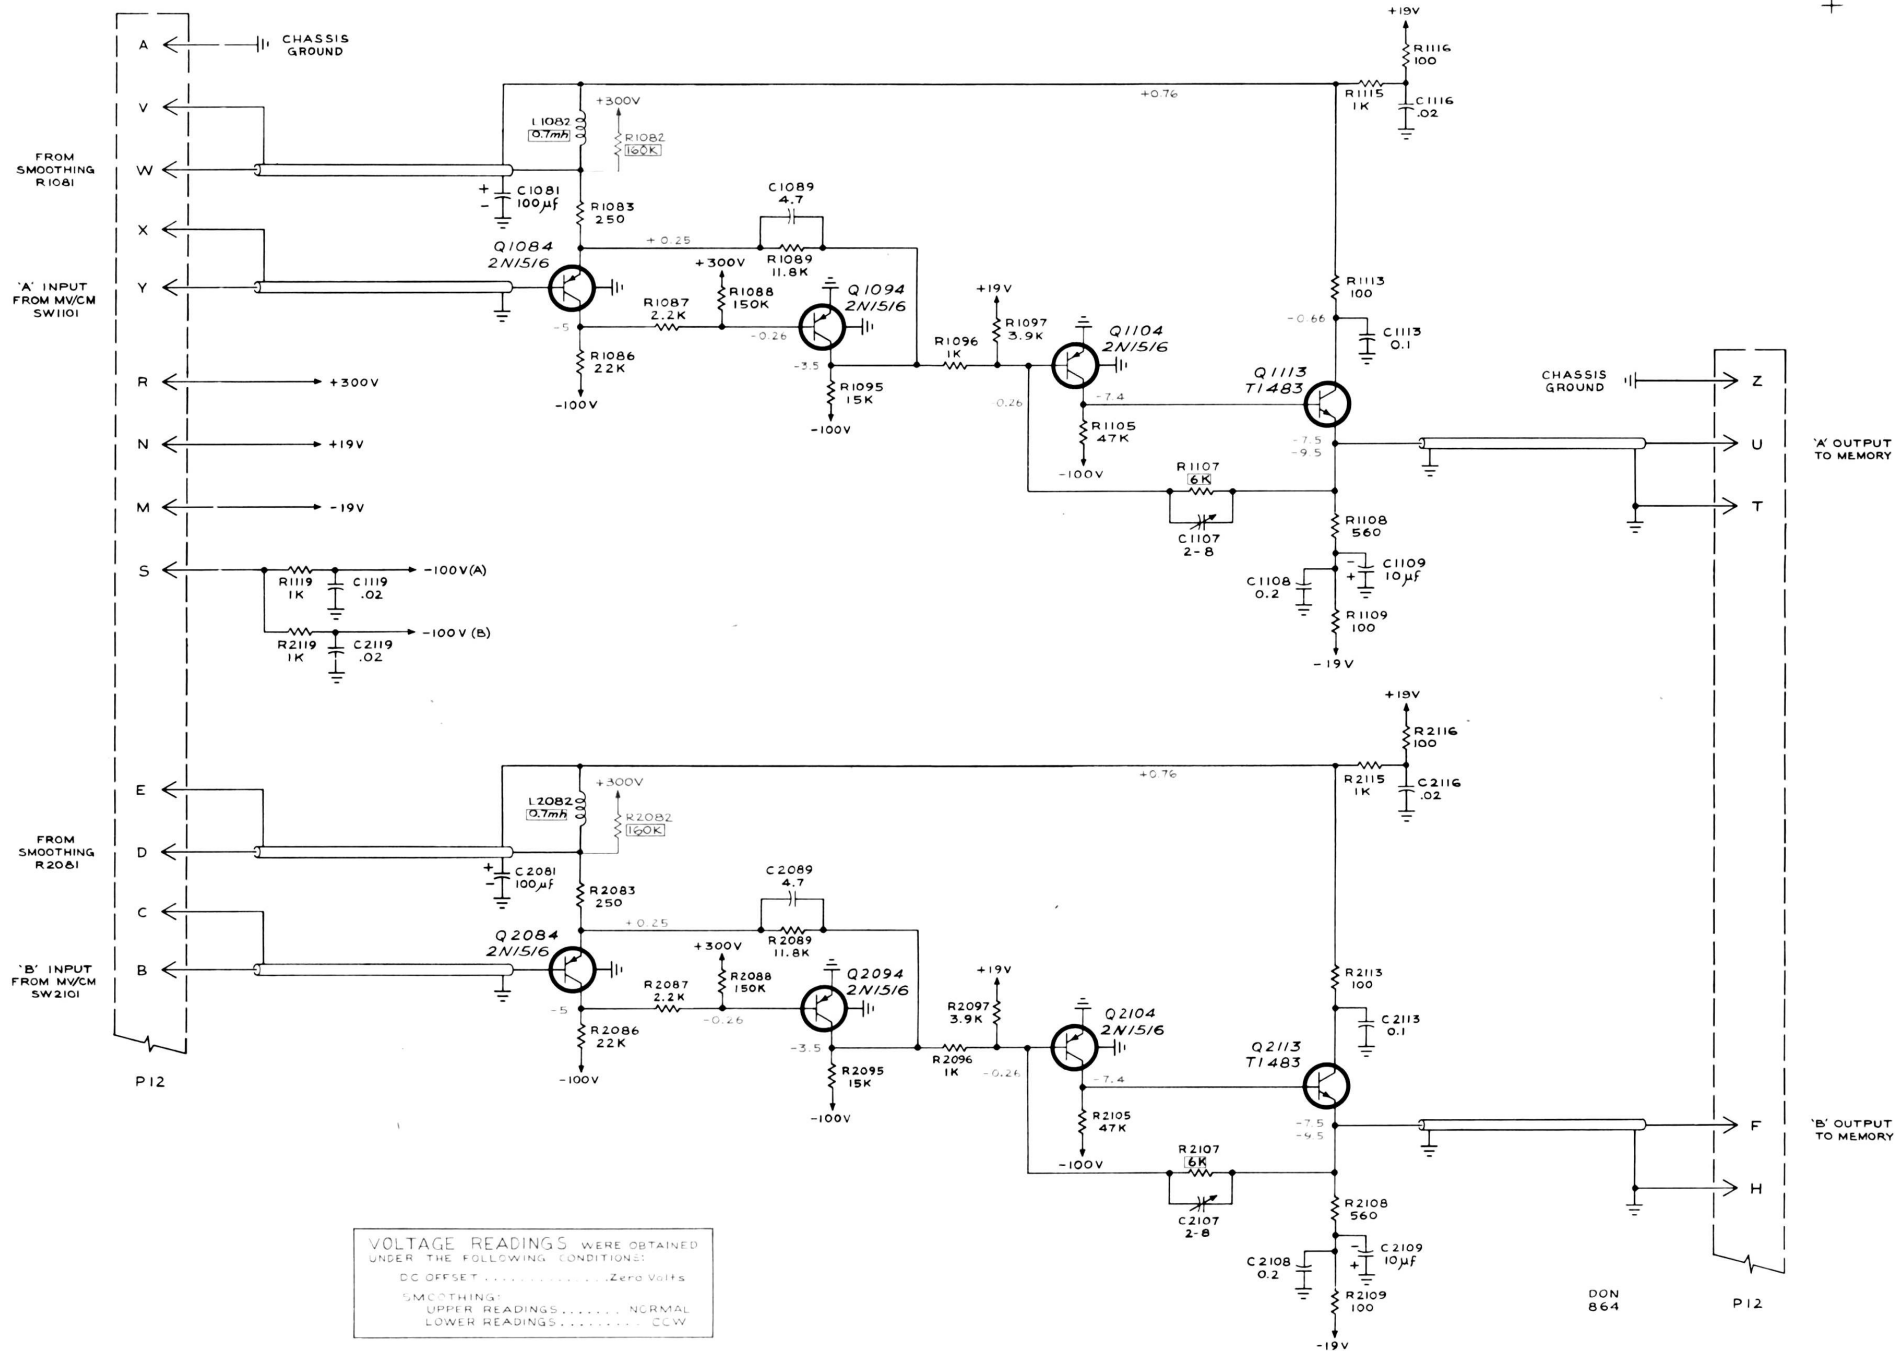 +19V
R1116
100
A
CHASSIS
GROUND
V
+0.76
R1115
1K
C1116
.02
+300V
L1082
0.7mh
R1082
160K
FROM
SMOOTHING
R1081
W
+
-
C1081
100µf
R1083
250
C1089
4.7
X
+0.25
R1089
11.8K
Q1084
2N1516
'A' INPUT
FROM MV/CM
SW1101
Y
+300V
R1088
150K
R1087
2.2K
-5
-0.26
Q1094
2N1516
+19V
R1097
3.9K
R1096
1K
Q1104
2N1516
R1113
100
-0.66
C1113
0.1
R1086
22K
-100V
-3.5
R1095
15K
-100V
0.26
-7.4
R1105
47K
-100V
Q1113
T1483
R
+300V
CHASSIS
GROUND
Z
N
+19V
-7.5
-9.5
U
'A' OUTPUT
TO MEMORY
R1107
6K
C1107
2-8
M
-19V
T
R1108
560
C1108
0.2
-
+
C1109
10µf
R1109
100
-19V
S
R1119
1K
C1119
.02
-100V(A)
R2119
1K
C2119
.02
-100V(B)
+19V
R2116
100
+0.76
R2115
1K
C2116
.02
E
+300V
L2082
0.7mh
R2082
160K
FROM
SMOOTHING
R2081
D
+
-
C2081
100µf
R2083
250
C2089
4.7
C
+0.25
R2089
11.8K
Q2084
2N1516
'B' INPUT
FROM MV/CM
SW2101
B
+300V
R2088
150K
R2087
2.2K
-5
-0.26
Q2094
2N1516
+19V
R2097
3.9K
R2096
1K
-0.26
Q2104
2N1516
R2113
100
C2113
0.1
R2086
22K
-100V
-3.5
R2095
15K
-100V
-7.4
R2105
47K
-100V
Q2113
T1483
P12
-7.5
-9.5
F
'B' OUTPUT
TO MEMORY
R2107
6K
C2107
2-8
H
R2108
560
C2108
0.2
-
+
C2109
10µf
R2109
100
-19V
VOLTAGE READINGS WERE OBTAINED
UNDER THE FOLLOWING CONDITIONS:
DC OFFSET ............. Zero Volts
SMOOTHING:
UPPER READINGS ....... NORMAL
LOWER READINGS ......... CCW
DON
864
P12